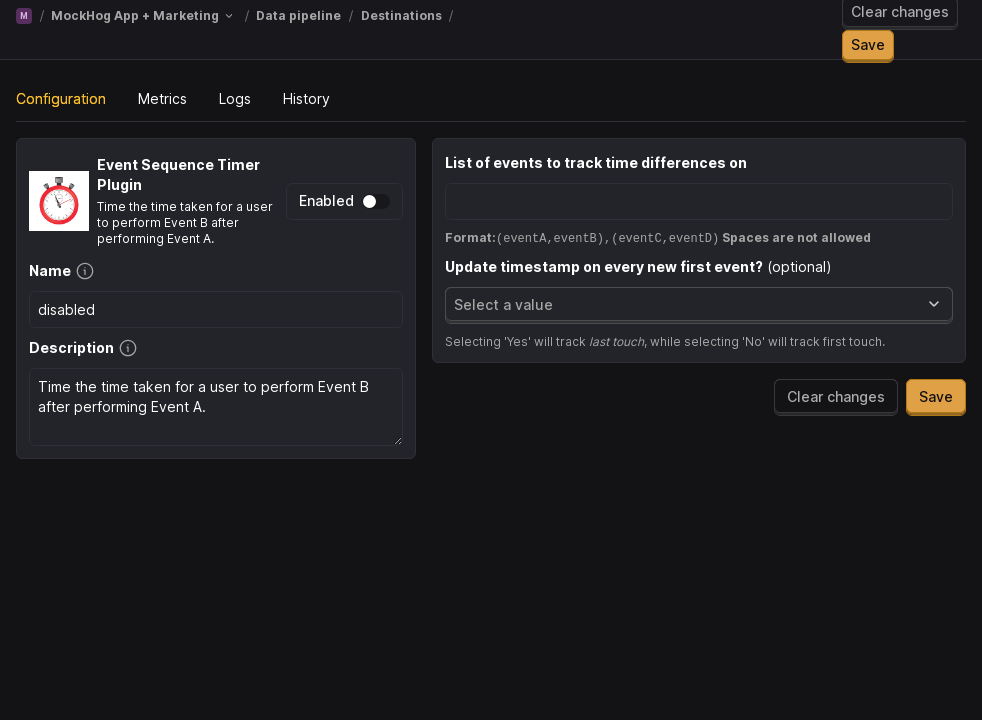 M / MockHog App + Marketing / Data pipeline / Destinations /
Clear changes
Save
Configuration Metrics Logs History
Event Sequence Timer
Plugin
Time the time taken for a user
to perform Event B after
performing Event A.
Enabled
Name
disabled
Description
Time the time taken for a user to perform Event B
after performing Event A.
List of events to track time differences on
Format:(eventA,eventB),(eventC,eventD) Spaces are not allowed
Update timestamp on every new first event? (optional)
Select a value
Selecting 'Yes' will track last touch, while selecting 'No' will track first touch.
Clear changes Save